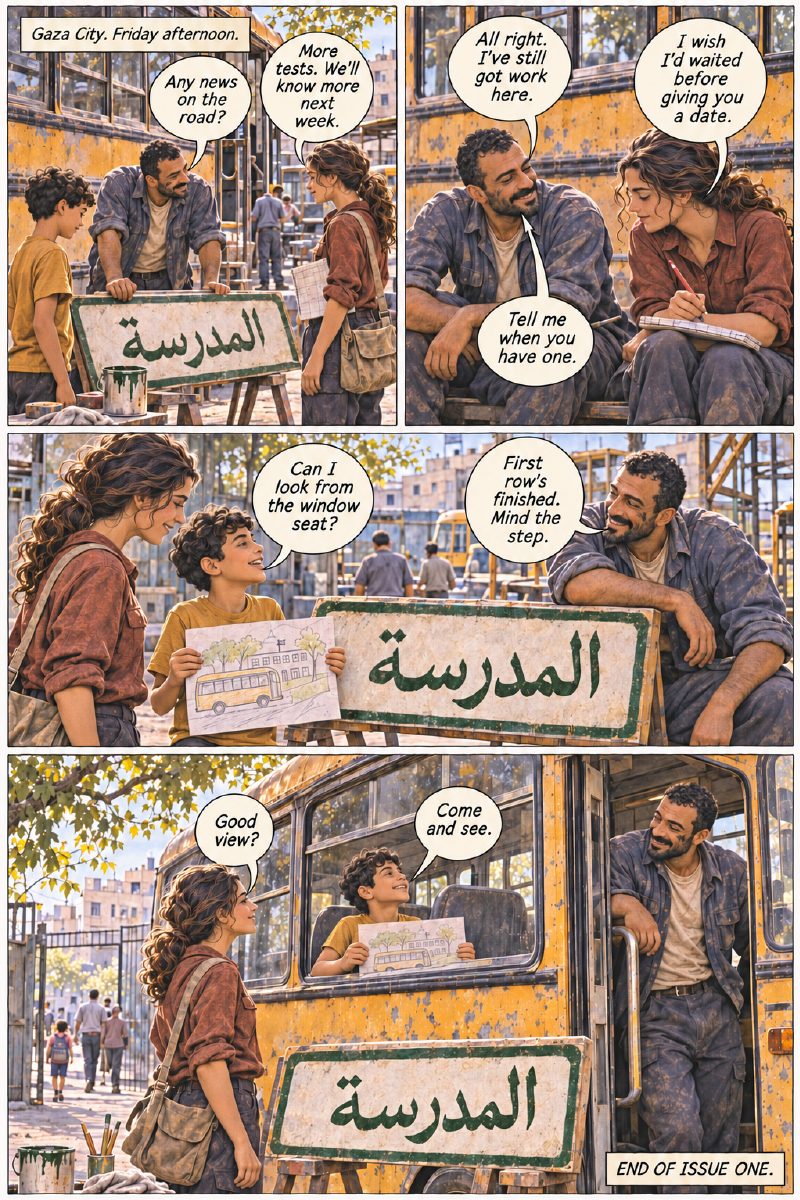 Gaza City. Friday afternoon.
Any news
on the
road?
More
tests. We'll
know more
next
week.
المدرسة
All right.
I've still
got work
here.
I wish
I'd waited
before
giving you
a date.
Tell me
when you
have one.
Can I
look from
the window
seat?
First
row's
finished.
Mind the
step.
المدرسة
Good
view?
Come
and see.
المدرسة
END OF ISSUE ONE.